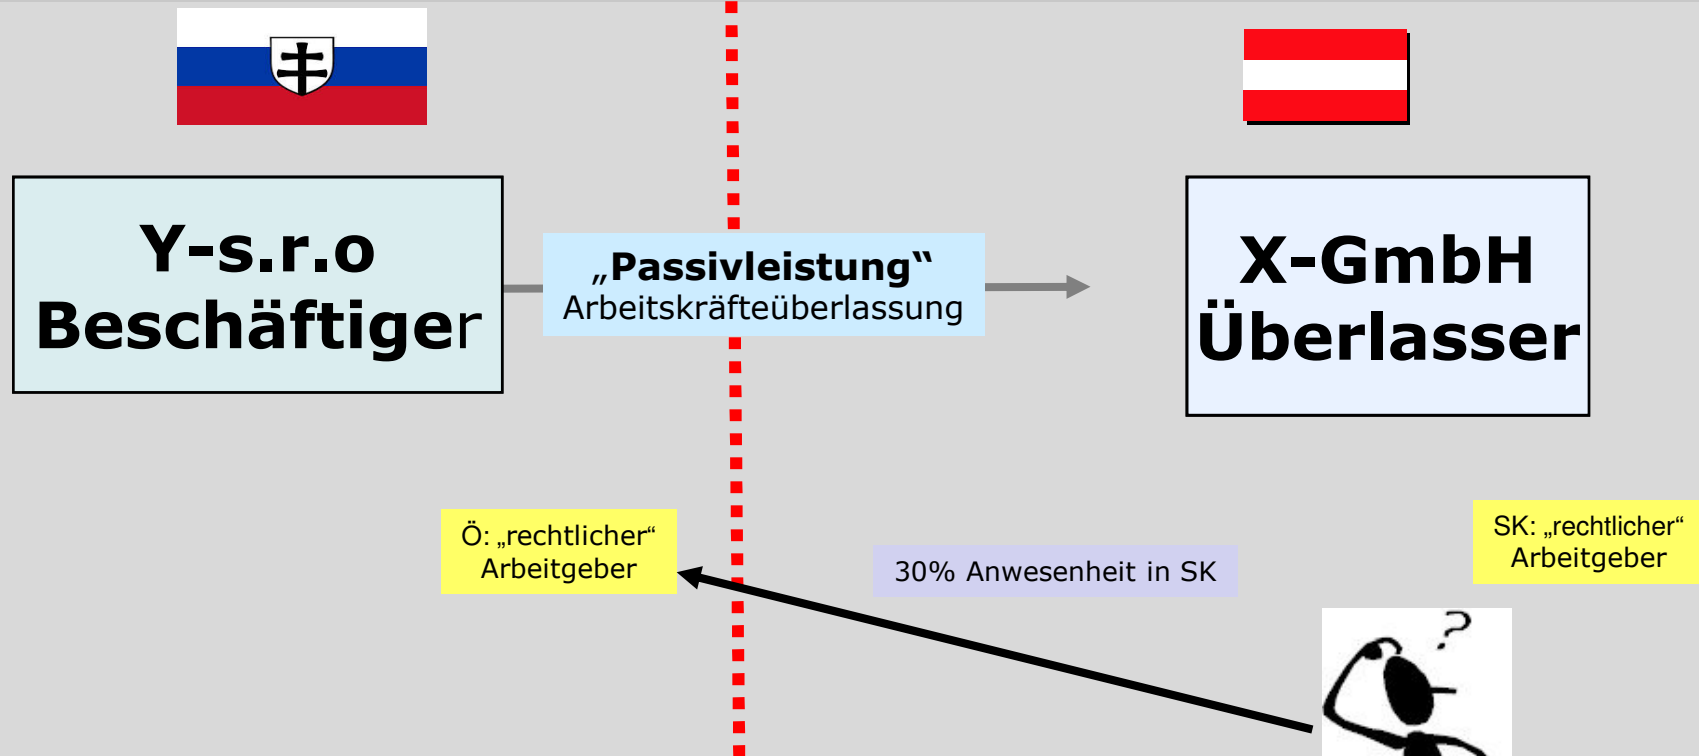 Y-s.r.o
Beschäftiger
„Passivleistung“
Arbeitskräfteüberlassung
X-GmbH
Überlasser
Ö: „rechtlicher“
Arbeitgeber
30% Anwesenheit in SK
SK: „rechtlicher“
Arbeitgeber
?